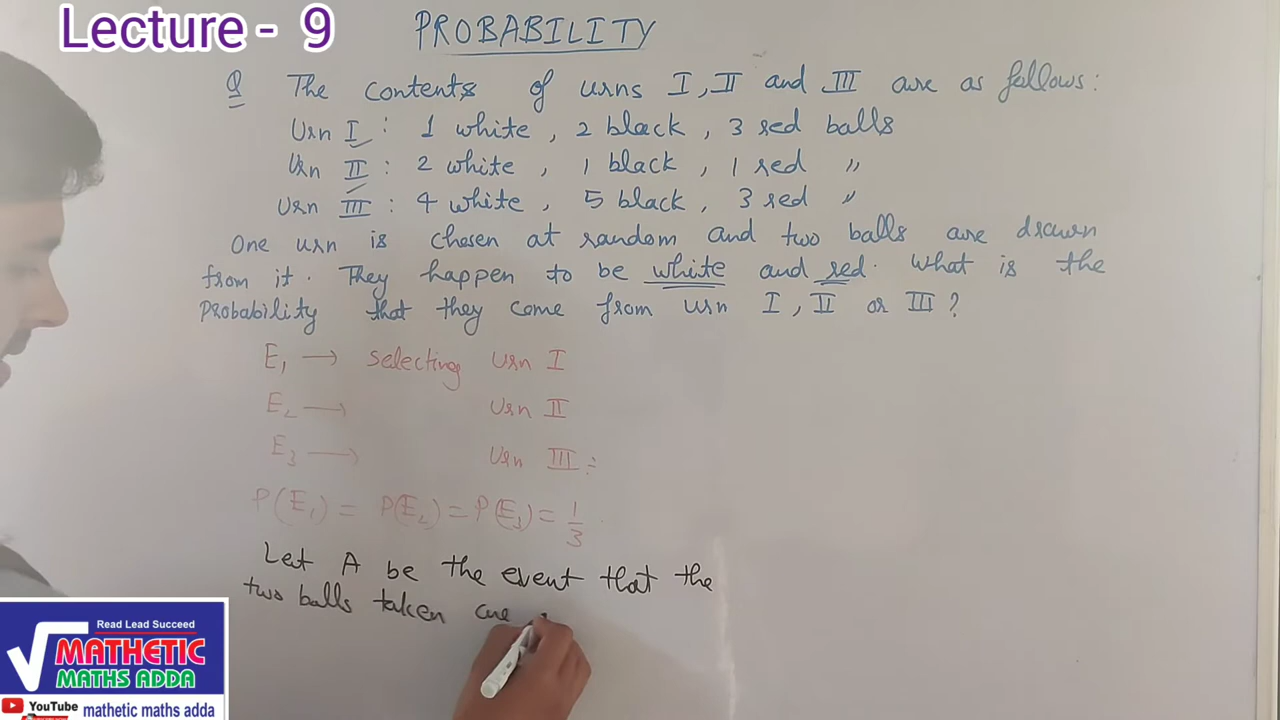 Lecture - 9
PROBABILITY
Q The contents of urns I, II and III are as follows:
Urn I : 1 white, 2 black, 3 red balls
Urn II : 2 white, 1 black, 1 red "
Urn III : 4 white, 5 black, 3 red "
One urn is chosen at random and two balls are drawn
from it. They happen to be white and red. What is the
Probability that they come from urn I, II or III?
E₁ → Selecting Urn I
E₂ → Urn II
E₃ → Urn III :
P(E₁) = P(E₂) = P(E₃) = 1/3
Let A be the event that the
two balls taken are
Read Lead Succeed
MATHETIC
MATHS ADDA
YouTube mathetic maths adda